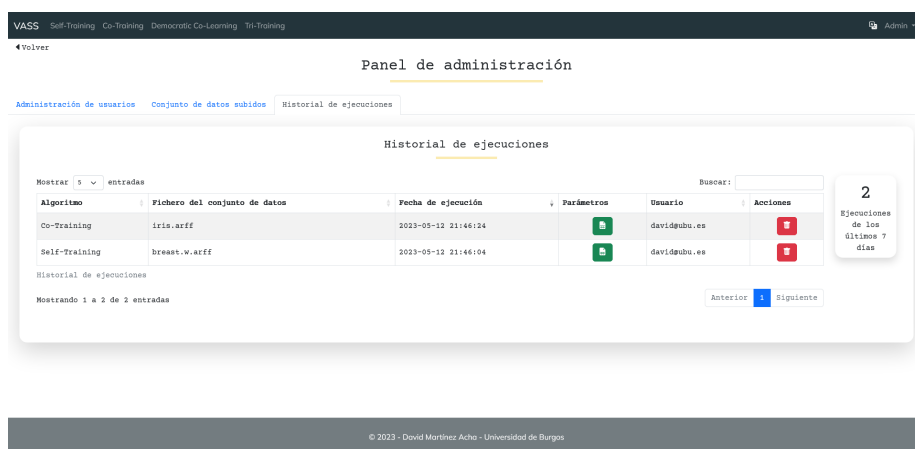 VASS Self-Training Co-Training Democratic Co-Learning Tri-Training Admin
Volver
Panel de administración
Administración de usuarios Conjunto de datos subidos Historial de ejecuciones
Historial de ejecuciones
Mostrar 5 entradas Buscar:
Algoritmo Fichero del conjunto de datos Fecha de ejecución Parámetros Usuario Acciones
Co-Training iris.arff 2023-05-12 21:46:24 david@ubu.es
Self-Training breast.w.arff 2023-05-12 21:46:04 david@ubu.es
Historial de ejecuciones
Mostrando 1 a 2 de 2 entradas
Anterior 1 Siguiente
2
Ejecuciones
de los
últimos 7
días
© 2023 - David Martínez Acha - Universidad de Burgos